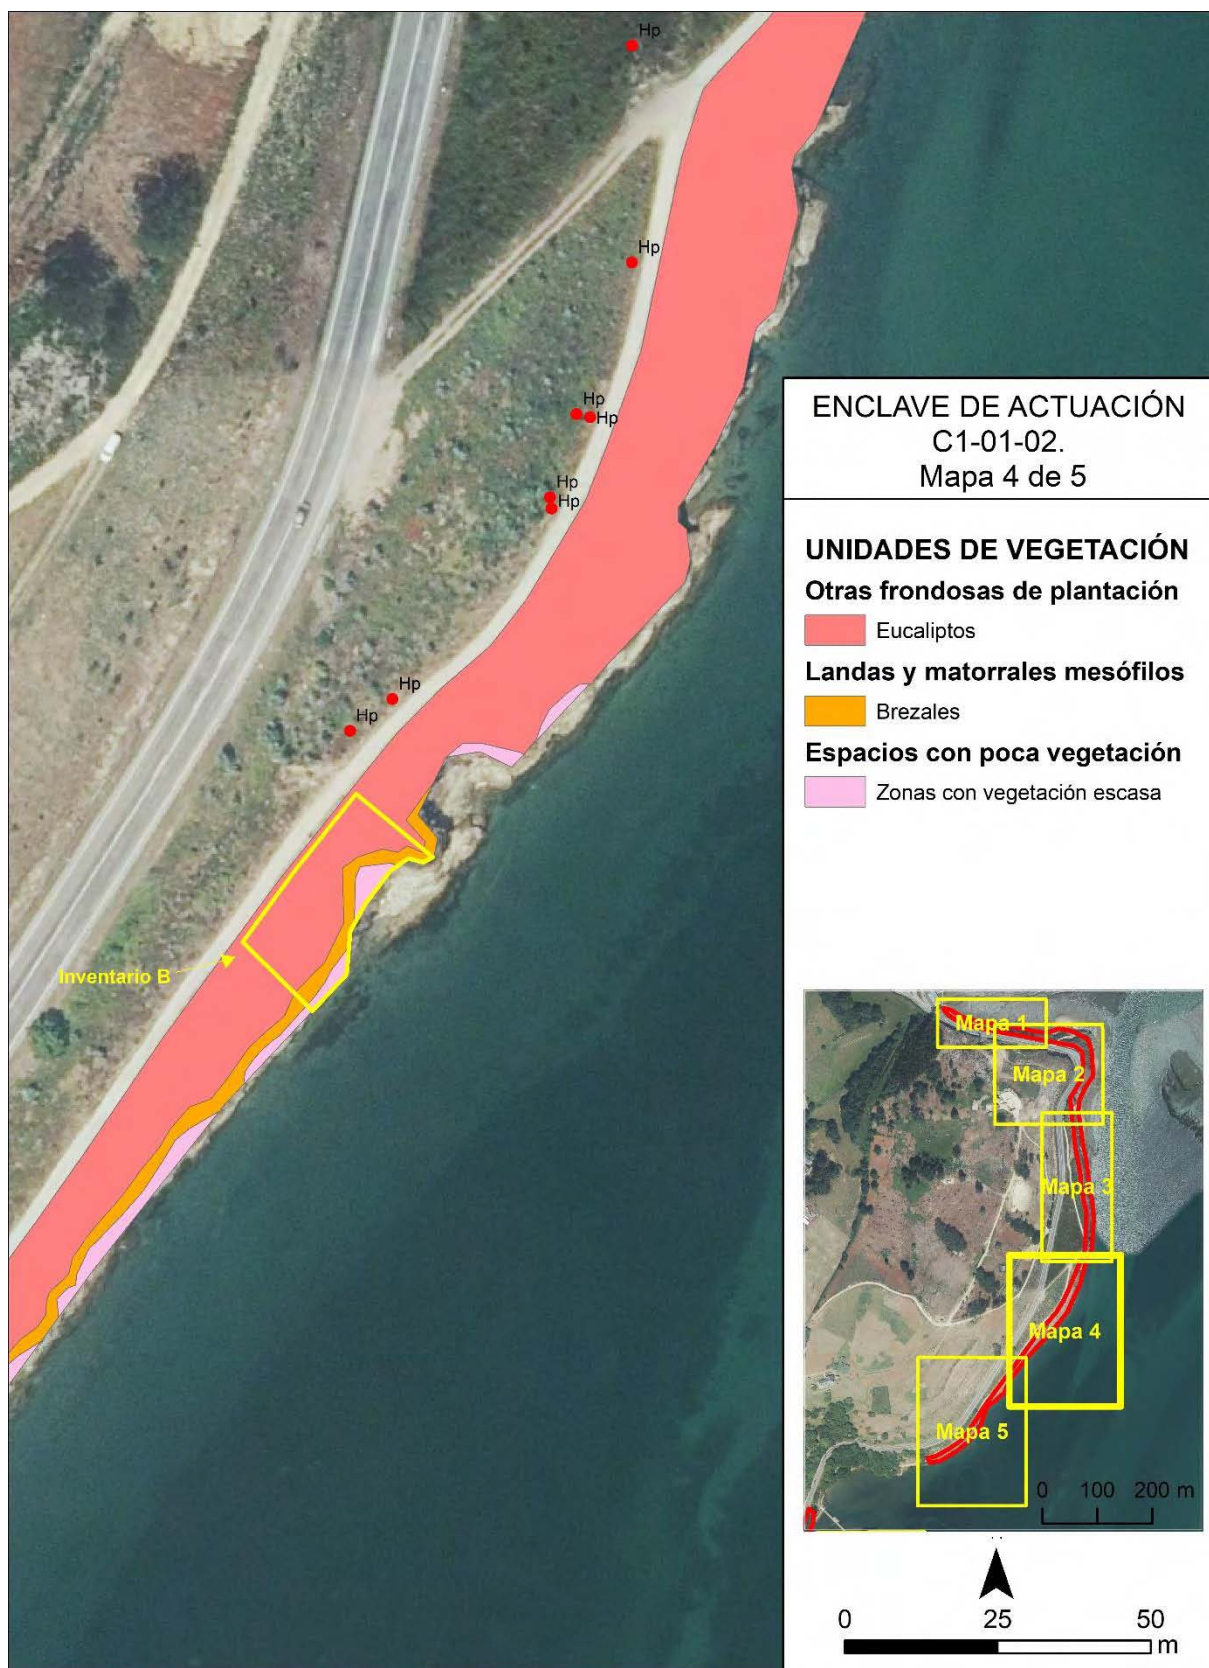 Hp
Hp
Hp
Hp
Hp
Hp
Hp
Hp
Inventario B
ENCLAVE DE ACTUACIÓN
C1-01-02.
Mapa 4 de 5
UNIDADES DE VEGETACIÓN
Otras frondosas de plantación
Eucaliptos
Landas y matorrales mesófilos
Brezales
Espacios con poca vegetación
Zonas con vegetación escasa
Mapa 1
Mapa 2
Mapa 3
Mapa 4
Mapa 5
0 100 200 m
0 25 50
m